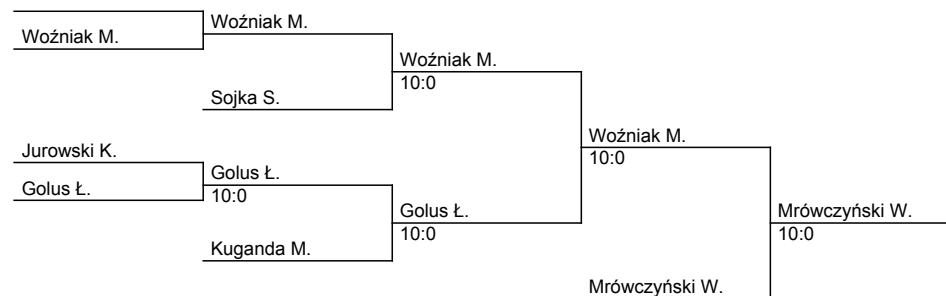 Woźniak M.
Woźniak M.
Woźniak M.
10:0
Sojka S.
Woźniak M.
10:0
Jurowski K.
Golus Ł.
Golus Ł.
10:0
Golus Ł.
10:0
Kuganda M.
Mrówczyński W.
10:0
Mrówczyński W.